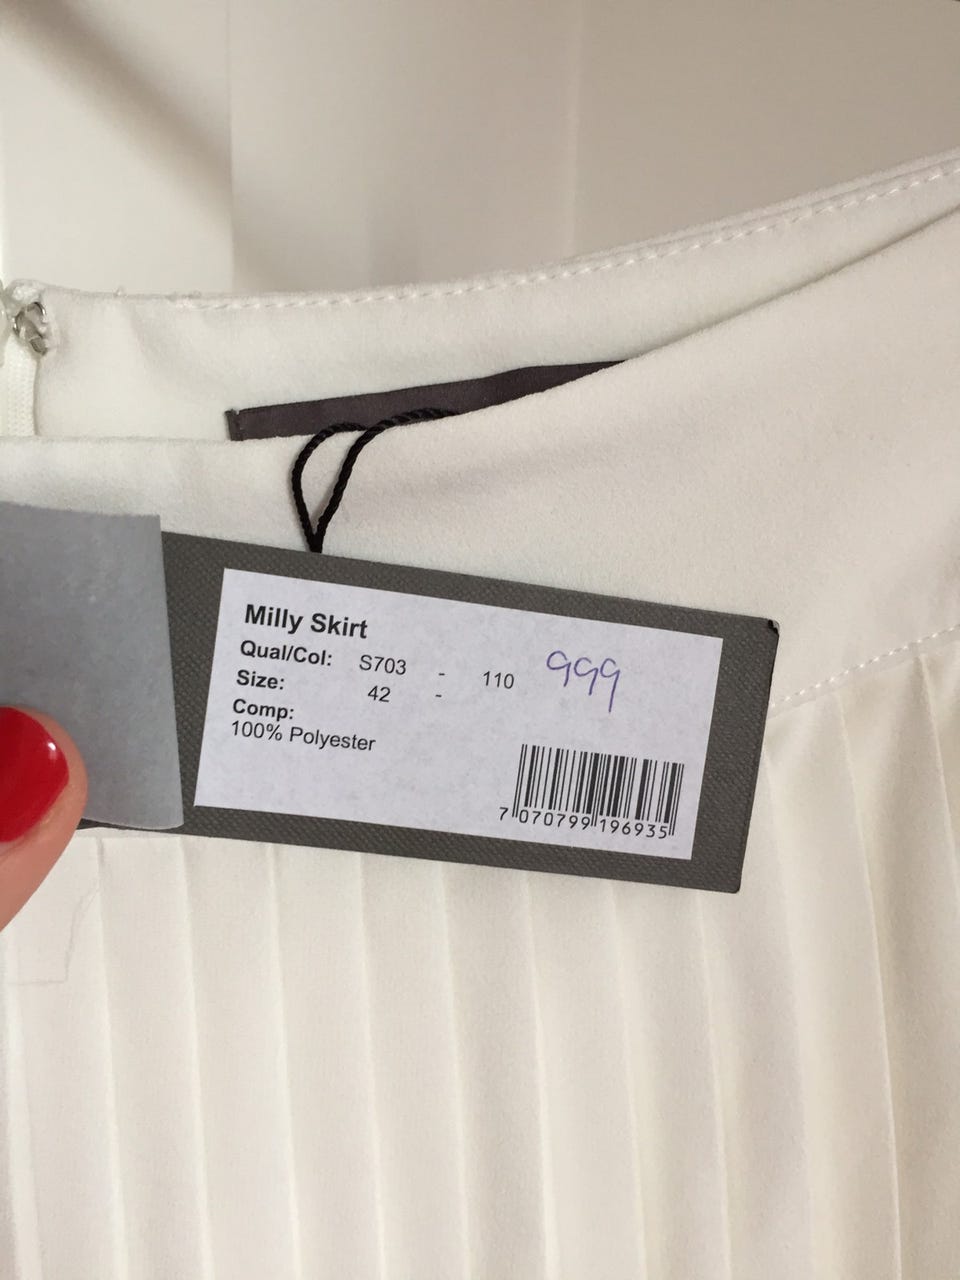 Milly Skirt
Qual/Col: S703 - 110 999
Size: 42 -
Comp:
100% Polyester
7 070799 196935